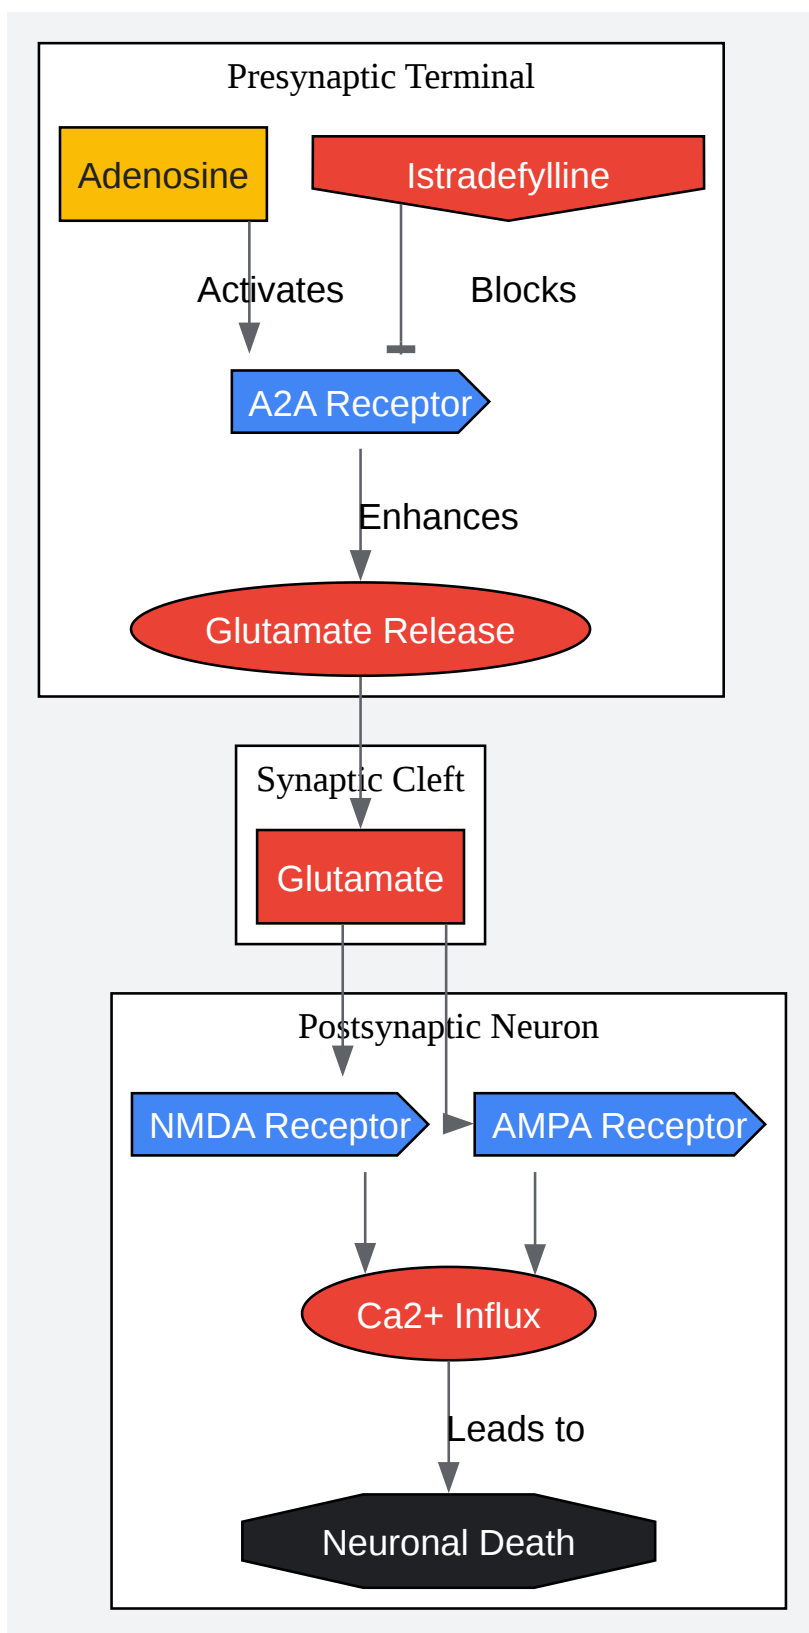 Presynaptic Terminal
Adenosine
Istradefylline
Activates
Blocks
A2A Receptor
Enhances
Glutamate Release
Synaptic Cleft
Glutamate
Postsynaptic Neuron
NMDA Receptor
AMPA Receptor
Ca2+ Influx
Leads to
Neuronal Death